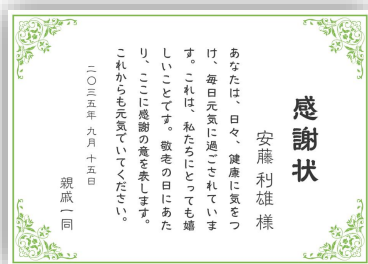 感謝状
安藤 利雄 様
あなたは、日々、健康に気をつ
け、毎日元気に過ごされていま
す。これは、私たちにとっても嬉
しいことです。敬老の日にあた
り、ここに感謝の意を表します。
これからも元気でいてください。
二〇三五年 九月 十五日
親戚一同